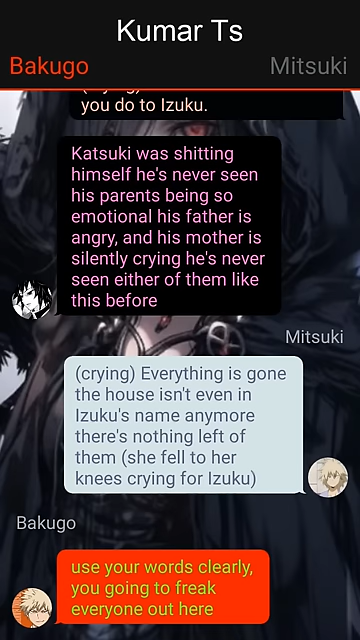 Kumar Ts
Bakugo Mitsuki
you do to Izuku.
Katsuki was shitting
himself he's never seen
his parents being so
emotional his father is
angry, and his mother is
silently crying he's never
seen either of them like
this before
Mitsuki
(crying) Everything is gone
the house isn't even in
Izuku's name anymore
there's nothing left of
them (she fell to her
knees crying for Izuku)
Bakugo
use your words clearly,
you going to freak
everyone out here